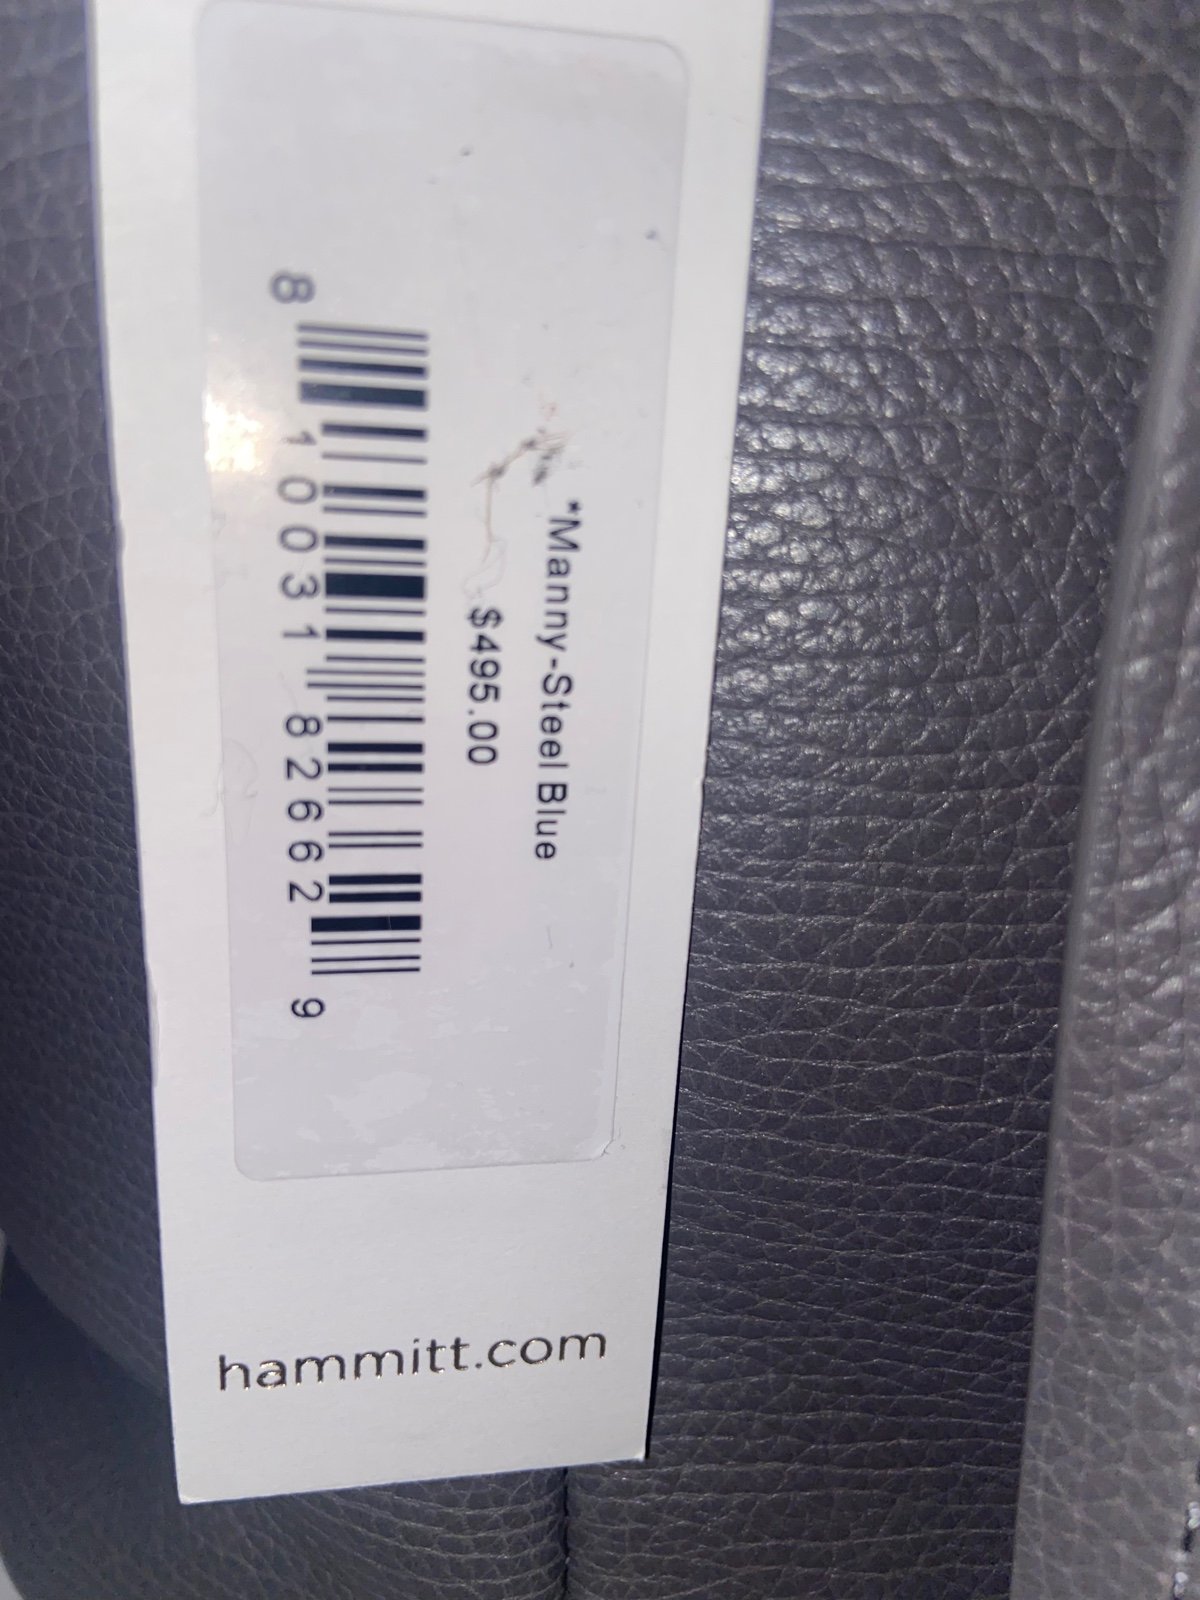 *Manny-Steel Blue
$495.00
8 10031 82662 9
hammitt.com